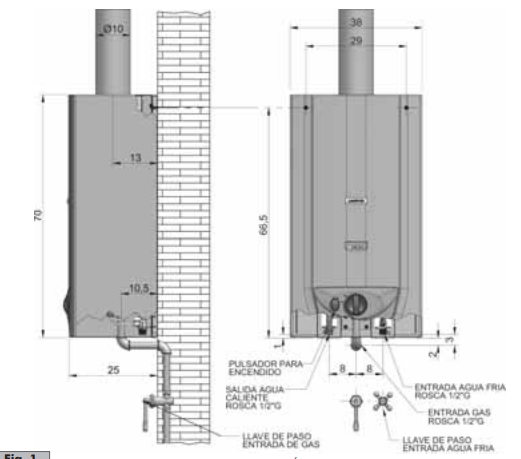 Ø10
38
29
13
70
66,5
10,5
25
1
3
2
8
8
PULSADOR PARA
ENCENDIDO
SALIDA AGUA
CALIENTE
ROSCA 1/2"G
ENTRADA AGUA FRIA
ROSCA 1/2"G
ENTRADA GAS
ROSCA 1/2"G
LLAVE DE PASO
ENTRADA DE GAS
LLAVE DE PASO
ENTRADA AGUA FRIA
Fig. 1